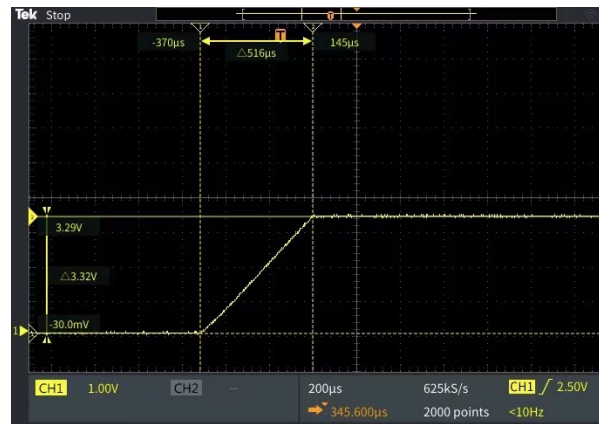 Tek Stop
T
-370µs
△516µs
145µs
T
2
3.29V
△3.32V
-30.0mV
1
CH1 1.00V CH2 -- 200µs 625kS/s CH1 2.50V
345.600µs 2000 points <10Hz